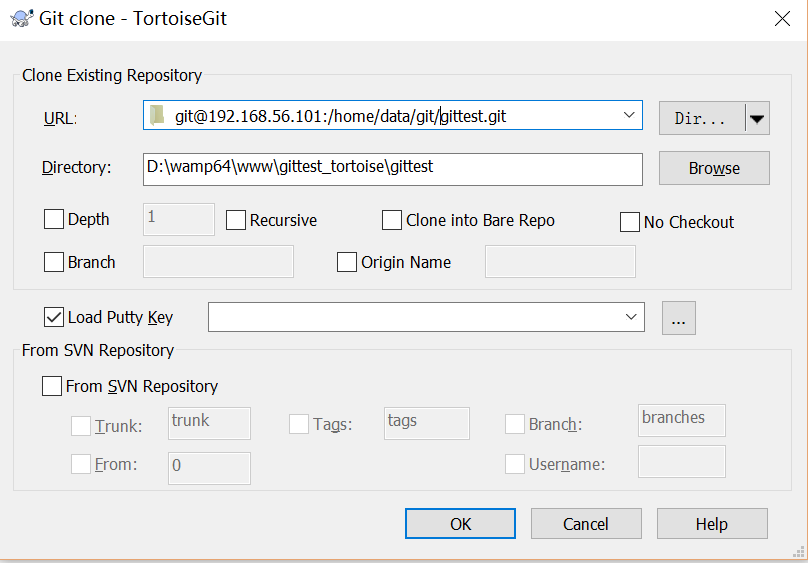 Git clone - TortoiseGit
Clone Existing Repository
URL: git@192.168.56.101:/home/data/git/gittest.git Dir...
Directory: D:\wamp64\www\gittest_tortoise\gittest Browse
Depth 1 Recursive Clone into Bare Repo No Checkout
Branch Origin Name
Load Putty Key ...
From SVN Repository
From SVN Repository
Trunk: trunk Tags: tags Branch: branches
From: 0 Username:
OK Cancel Help